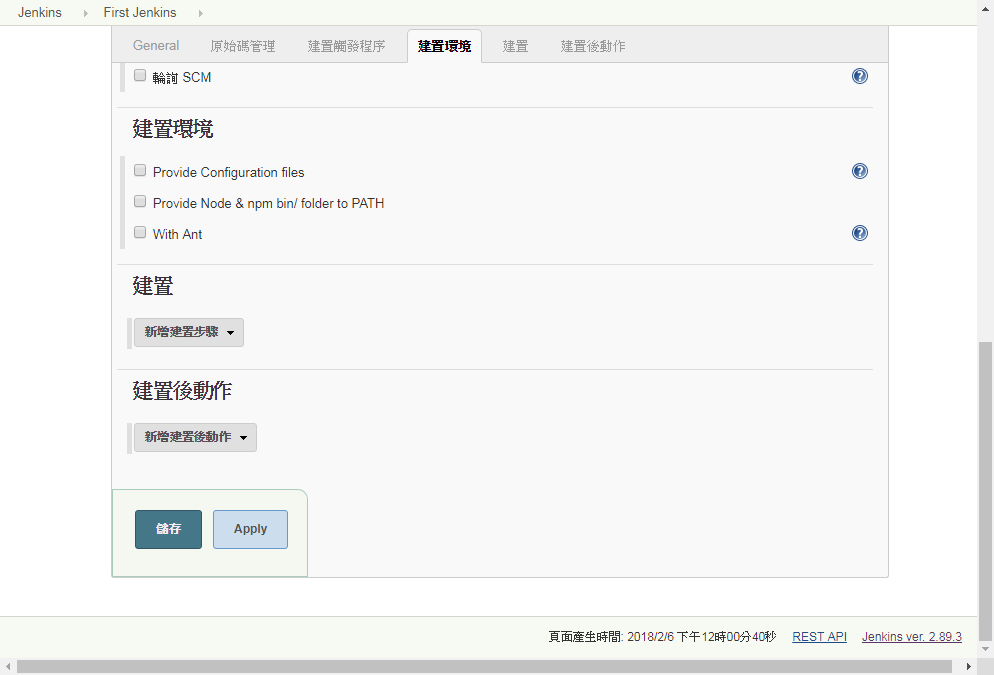 Jenkins First Jenkins
General 原始碼管理 建置觸發程序 建置環境 建置 建置後動作
輪詢 SCM
建置環境
Provide Configuration files
Provide Node & npm bin/ folder to PATH
With Ant
建置
新增建置步驟
建置後動作
新增建置後動作
儲存 Apply
頁面產生時間: 2018/2/6 下午12時00分40秒 REST API Jenkins ver. 2.89.3